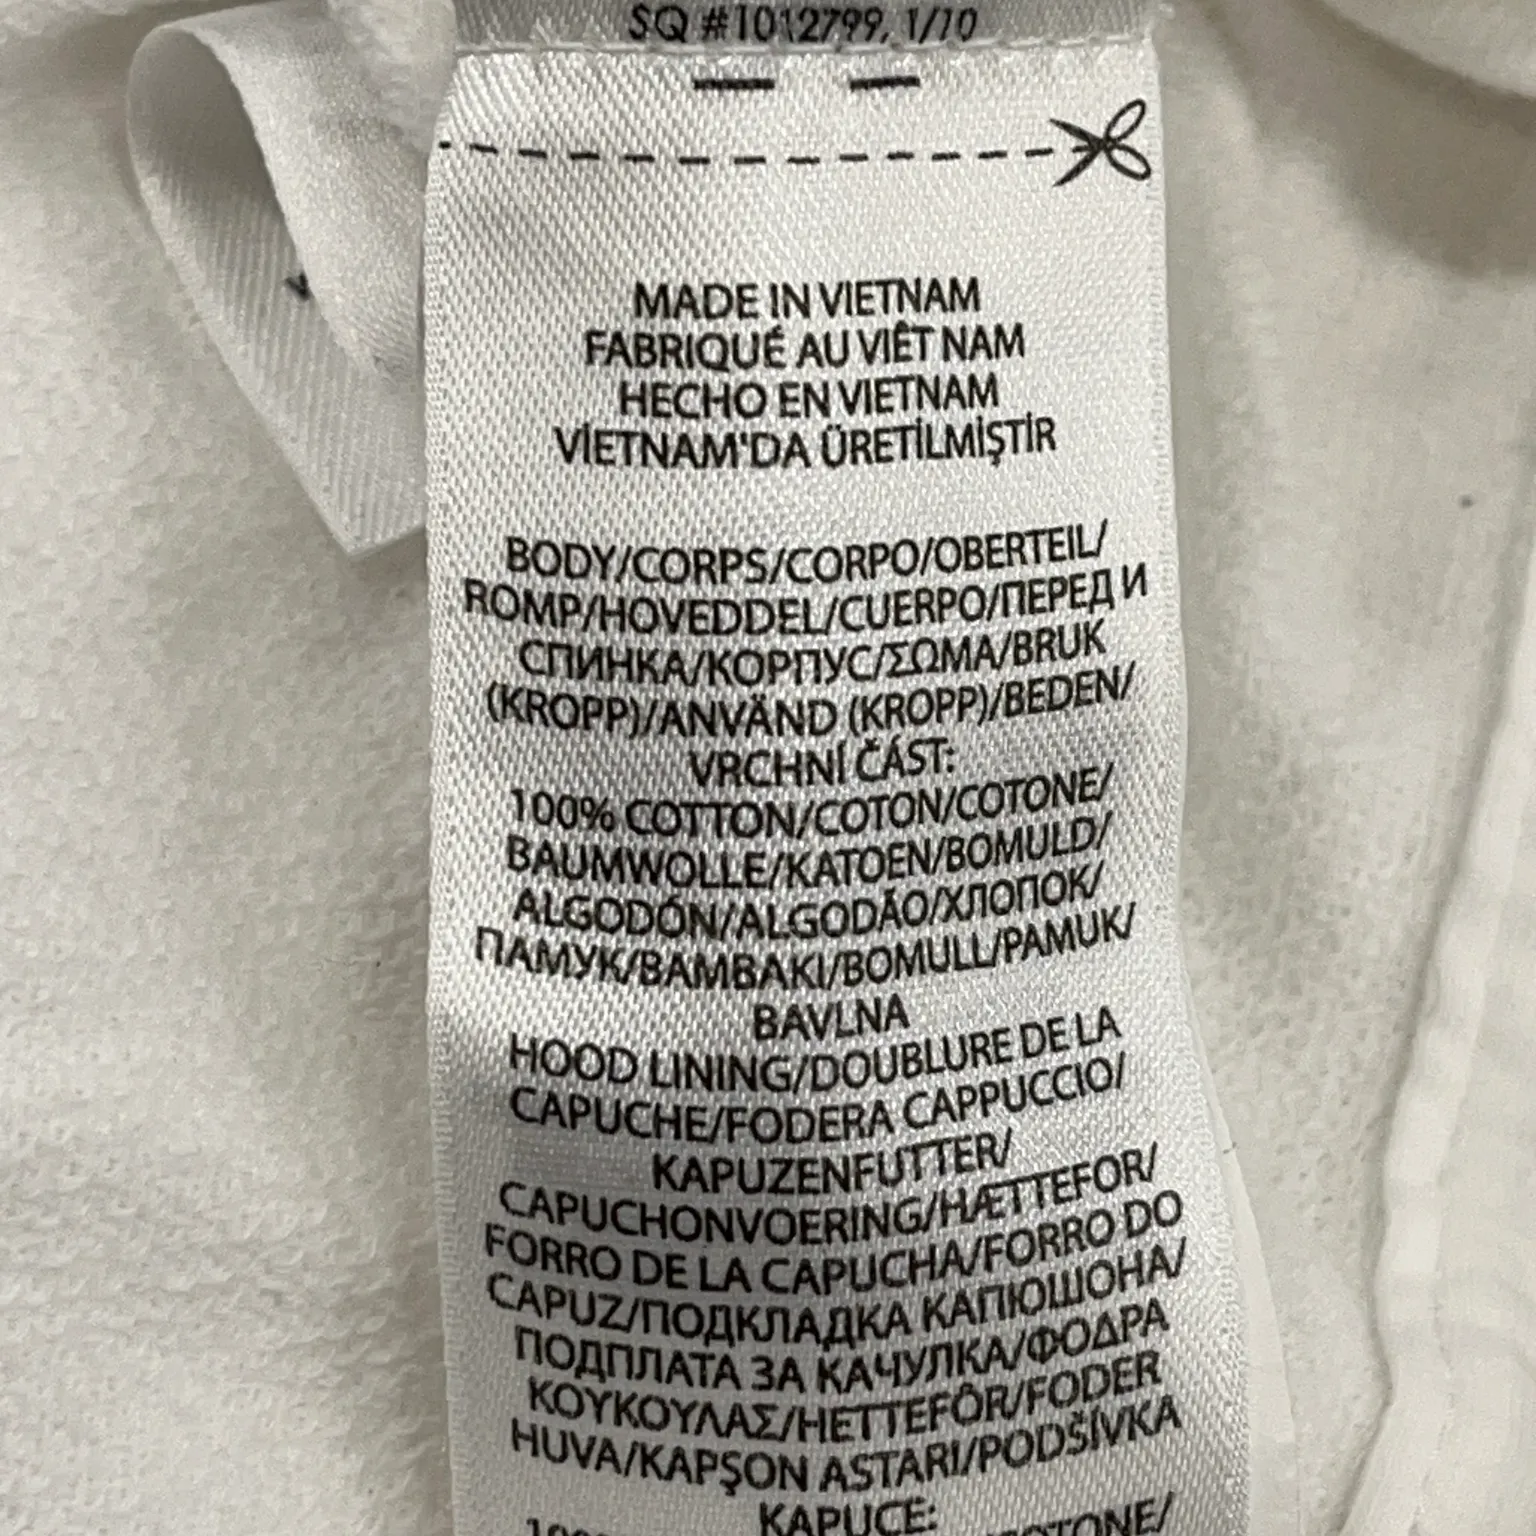 SQ #1012799, 1/10
MADE IN VIETNAM
FABRIQUÉ AU VIÊT NAM
HECHO EN VIETNAM
VİETNAM'DA ÜRETİLMİŞTİR
BODY/CORPS/CORPO/OBERTEIL/
ROMP/HOVEDDEL/CUERPO/ПЕРЕД И
СПИНКА/КОРПУС/ΣΩΜΑ/BRUK
(KROPP)/ANVÄND (KROPP)/BEDEN/
VRCHNÍ ČÁST:
100% COTTON/COTON/COTONE/
BAUMWOLLE/KATOEN/BOMULD/
ALGODÓN/ALGODÃO/ХЛОПОК/
ПАМУК/ΒΑΜΒΑΚΙ/BOMULL/PAMUK/
BAVLNA
HOOD LINING/DOUBLURE DE LA
CAPUCHE/FODERA CAPPUCCIO/
KAPUZENFUTTER/
CAPUCHONVOERING/HÆTTEFOR/
FORRO DE LA CAPUCHA/FORRO DO
CAPUZ/ПОДКЛАДКА КАПЮШОНА/
ПОДПЛАТА ЗА КАЧУЛКА/ΦΟΔΡΑ
ΚΟΥΚΟΥΛΑΣ/HETTEFÔR/FODER
HUVA/KAPŞON ASTARI/PODŠÍVKA
KAPUCE: